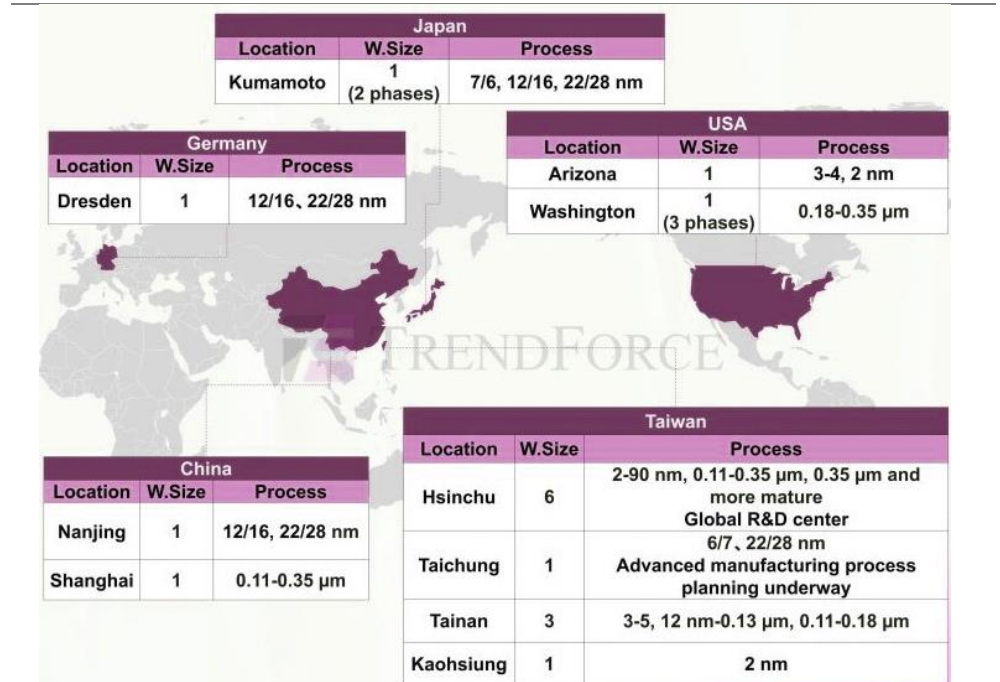 Japan
Location W.Size Process
Kumamoto 1 (2 phases) 7/6, 12/16, 22/28 nm
Germany
Location W.Size Process
Dresden 1 12/16、22/28 nm
USA
Location W.Size Process
Arizona 1 3-4, 2 nm
Washington 1 (3 phases) 0.18-0.35 µm
TRENDFORCE
China
Location W.Size Process
Nanjing 1 12/16, 22/28 nm
Shanghai 1 0.11-0.35 µm
Taiwan
Location W.Size Process
Hsinchu 6 2-90 nm, 0.11-0.35 µm, 0.35 µm and
more mature
Global R&D center
Taichung 1 6/7、22/28 nm
Advanced manufacturing process
planning underway
Tainan 3 3-5, 12 nm-0.13 µm, 0.11-0.18 µm
Kaohsiung 1 2 nm